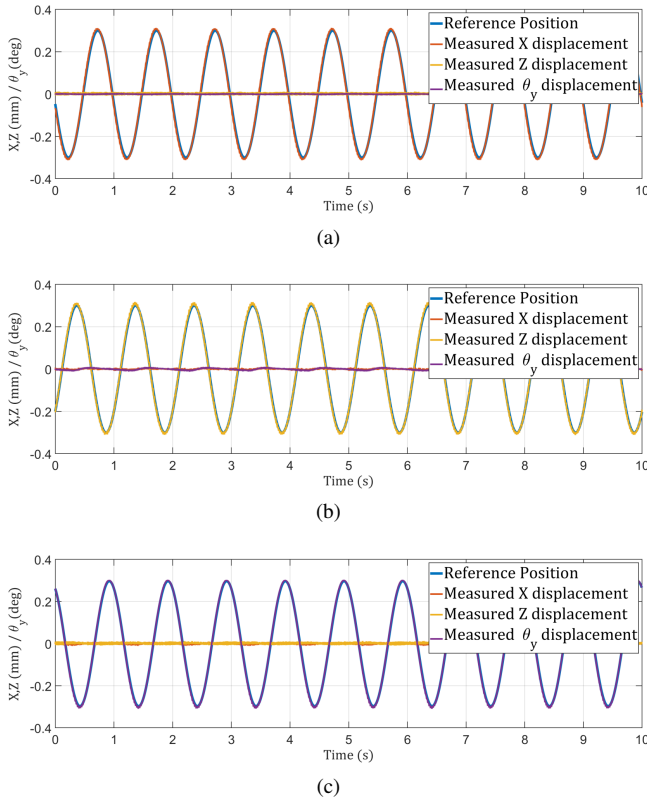 0.4
0.2
0
-0.2
-0.4
X,Z (mm) / θy(deg)
0 1 2 3 4 5 6 7 8 9 10
Time (s)
Reference Position
Measured X displacement
Measured Z displacement
Measured θy displacement
(a)
0.4
0.2
0
-0.2
-0.4
X,Z (mm) / θy(deg)
0 1 2 3 4 5 6 7 8 9 10
Time (s)
Reference Position
Measured X displacement
Measured Z displacement
Measured θy displacement
(b)
0.4
0.2
0
-0.2
-0.4
X,Z (mm) / θy(deg)
0 1 2 3 4 5 6 7 8 9 10
Time (s)
Reference Position
Measured X displacement
Measured Z displacement
Measured θy displacement
(c)